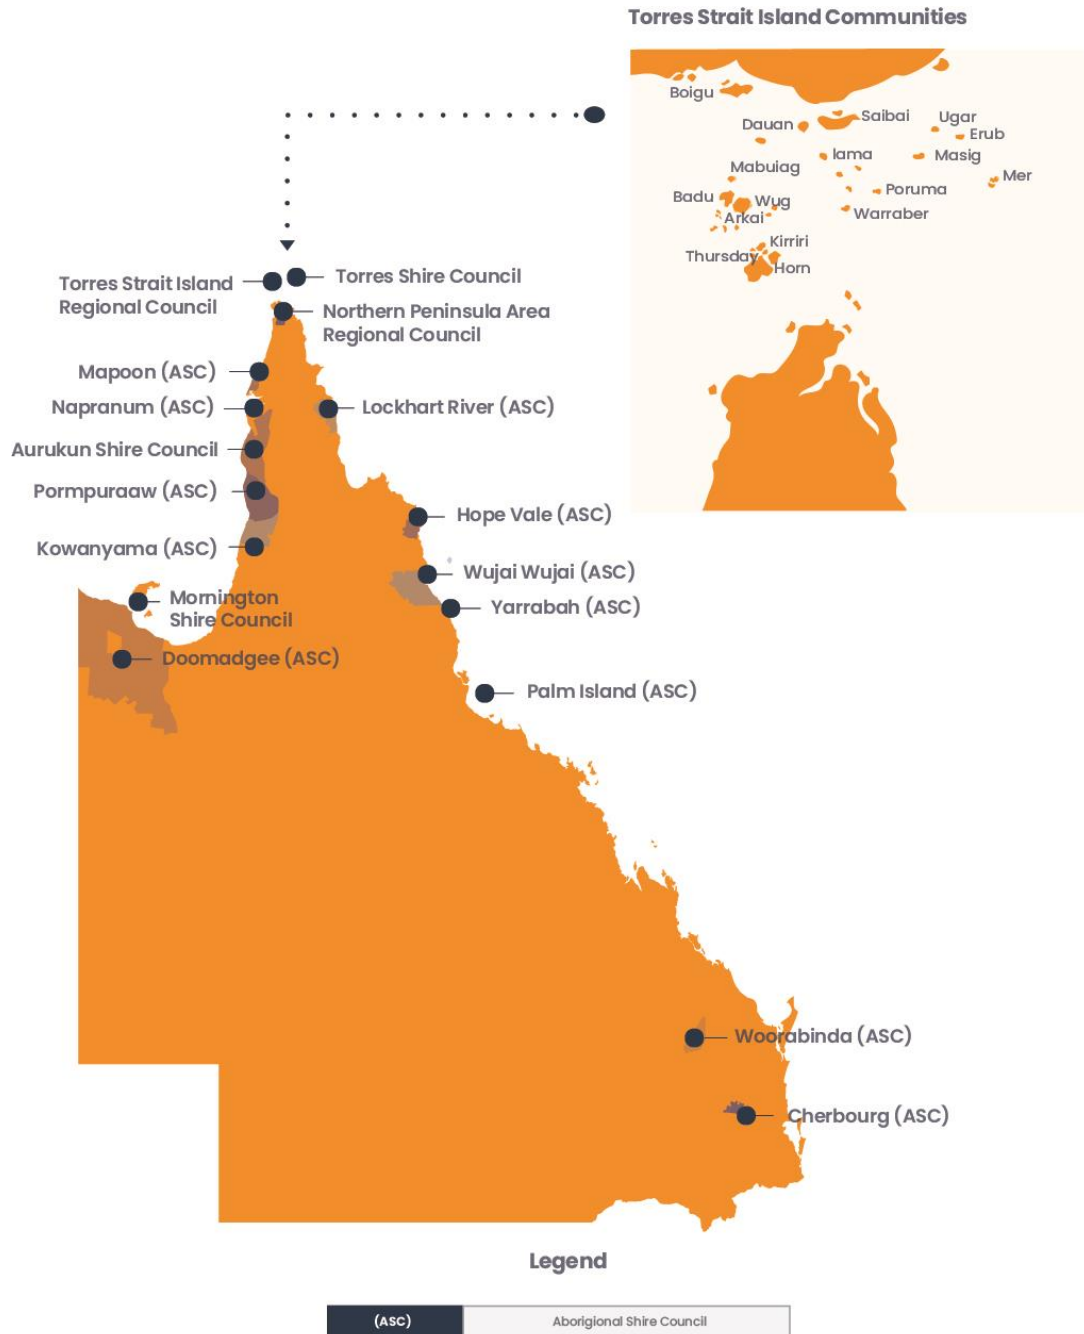 Torres Strait Island Communities
Boigu
Saibai
Ugar
Dauan
Erub
Iama
Masig
Mabuiag
Mer
Badu
Wug
Poruma
Arkai
Warraber
Kirriri
Thursday
Horn
Torres Strait Island
Regional Council
Torres Shire Council
Northern Peninsula Area
Regional Council
Mapoon (ASC)
Napranum (ASC)
Lockhart River (ASC)
Aurukun Shire Council
Pormpuraaw (ASC)
Hope Vale (ASC)
Kowanyama (ASC)
Wujai Wujai (ASC)
Mornington
Shire Council
Yarrabah (ASC)
Doomadgee (ASC)
Palm Island (ASC)
Woorabinda (ASC)
Cherbourg (ASC)
Legend
(ASC) Aborigional Shire Council